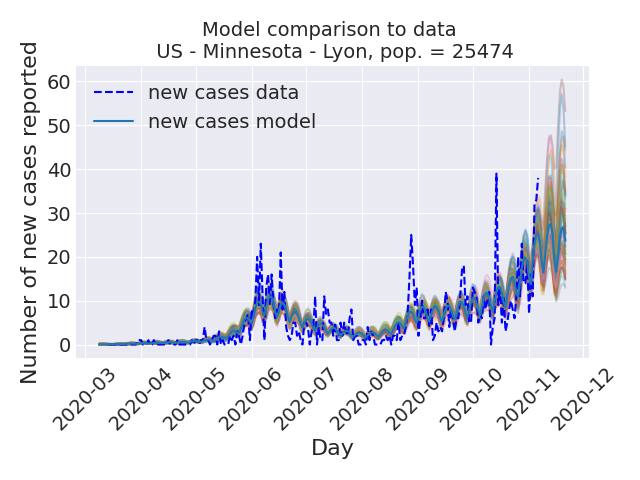 Model comparison to data
US - Minnesota - Lyon, pop. = 25474
Number of new cases reported
60
50
40
30
20
10
0
new cases data
new cases model
2020-03
2020-04
2020-05
2020-06
2020-07
2020-08
2020-09
2020-10
2020-11
2020-12
Day